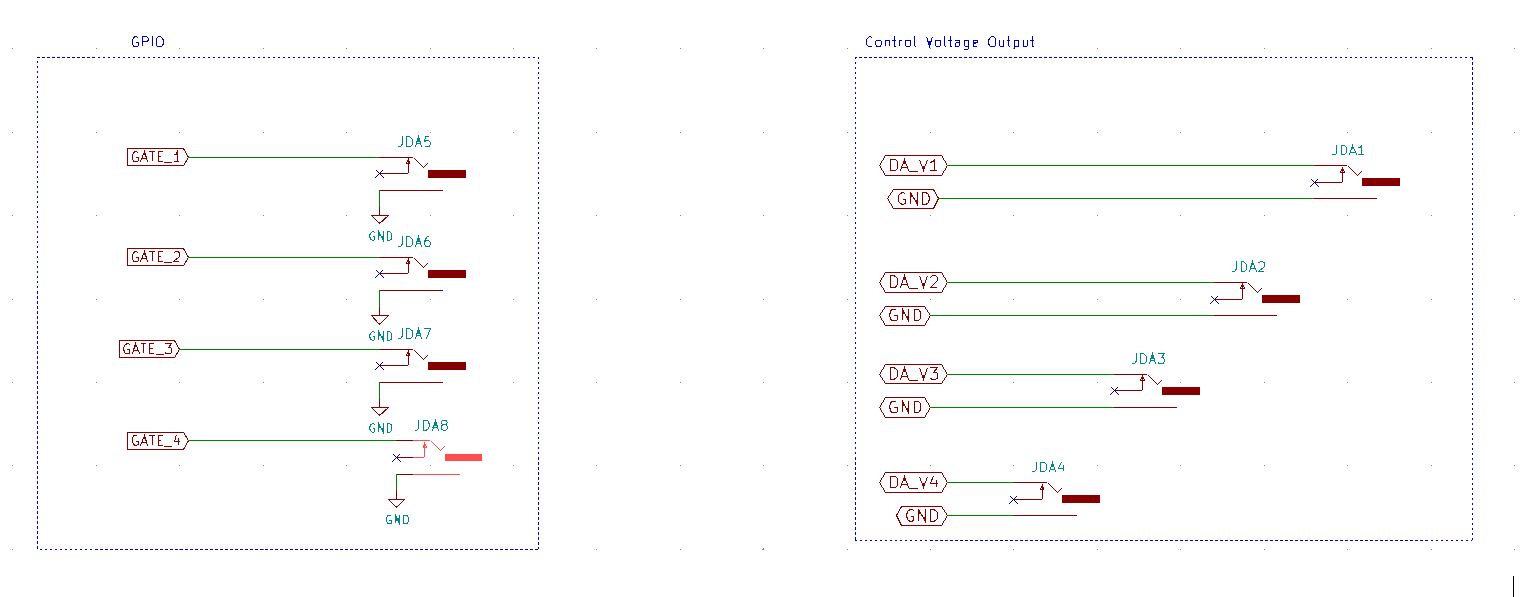 GPIO
GATE_1
JDA5
GND
GATE_2
JDA6
GND
GATE_3
JDA7
GND
GATE_4
JDA8
GND
Control Voltage Output
DA_V1
JDA1
GND
DA_V2
JDA2
GND
DA_V3
JDA3
GND
DA_V4
JDA4
GND